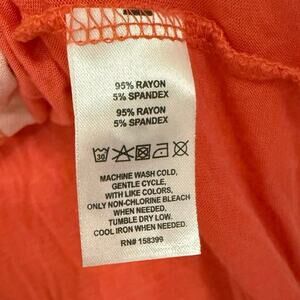 95% RAYON
5% SPANDEX
95% RAYON
5% SPANDEX
30
MACHINE WASH COLD,
GENTLE CYCLE,
WITH LIKE COLORS,
ONLY NON-CHLORINE BLEACH
WHEN NEEDED.
TUMBLE DRY LOW.
COOL IRON WHEN NEEDED.
RN# 158399